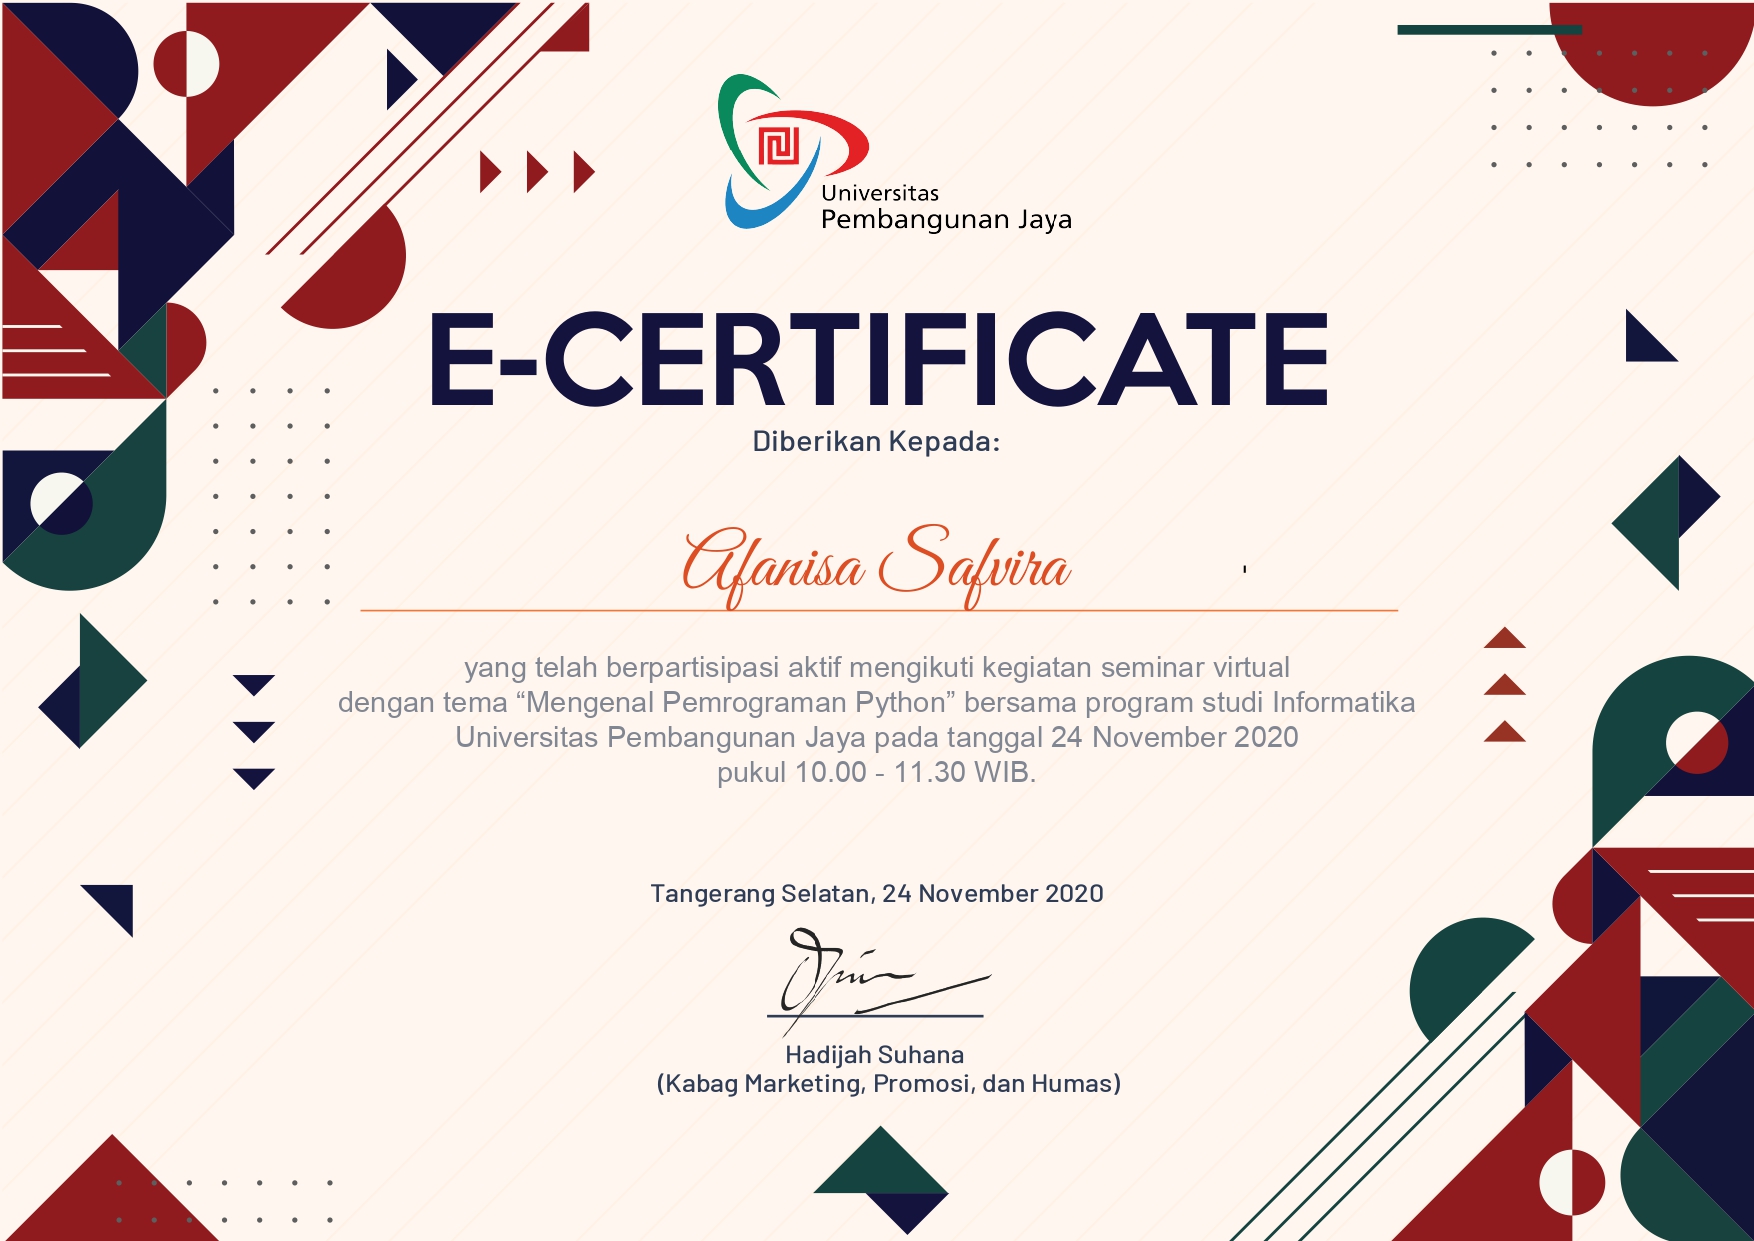 Universitas
Pembangunan Jaya
E-CERTIFICATE
Diberikan Kepada:
Afanisa Safvira
yang telah berpartisipasi aktif mengikuti kegiatan seminar virtual
dengan tema “Mengenal Pemrograman Python” bersama program studi Informatika
Universitas Pembangunan Jaya pada tanggal 24 November 2020
pukul 10.00 - 11.30 WIB.
Tangerang Selatan, 24 November 2020
Hadijah Suhana
(Kabag Marketing, Promosi, dan Humas)